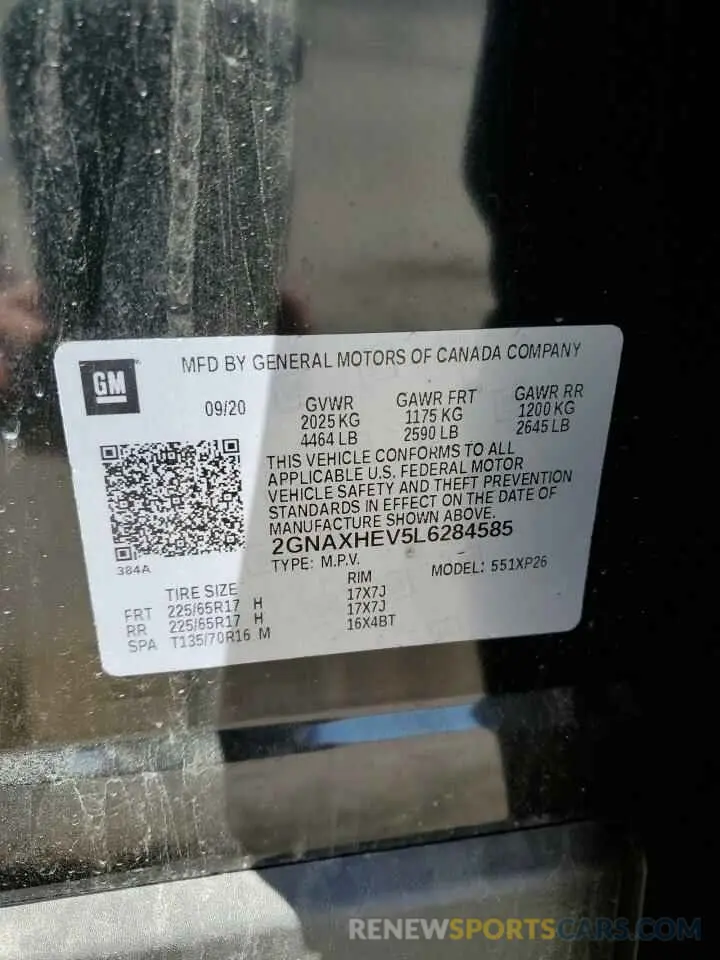 MFD BY GENERAL MOTORS OF CANADA COMPANY
GM
09/20
GVWR GAWR FRT GAWR RR
2025 KG 1175 KG 1200 KG
4464 LB 2590 LB 2645 LB
THIS VEHICLE CONFORMS TO ALL
APPLICABLE U.S. FEDERAL MOTOR
VEHICLE SAFETY AND THEFT PREVENTION
STANDARDS IN EFFECT ON THE DATE OF
MANUFACTURE SHOWN ABOVE.
2GNAXHEV5L6284585
TYPE: M.P.V. MODEL: 551XP26
384A
TIRE SIZE RIM
FRT 225/65R17 H 17X7J
RR 225/65R17 H 17X7J
SPA T135/70R16 M 16X4BT
RENEWSPORTSCARS.COM